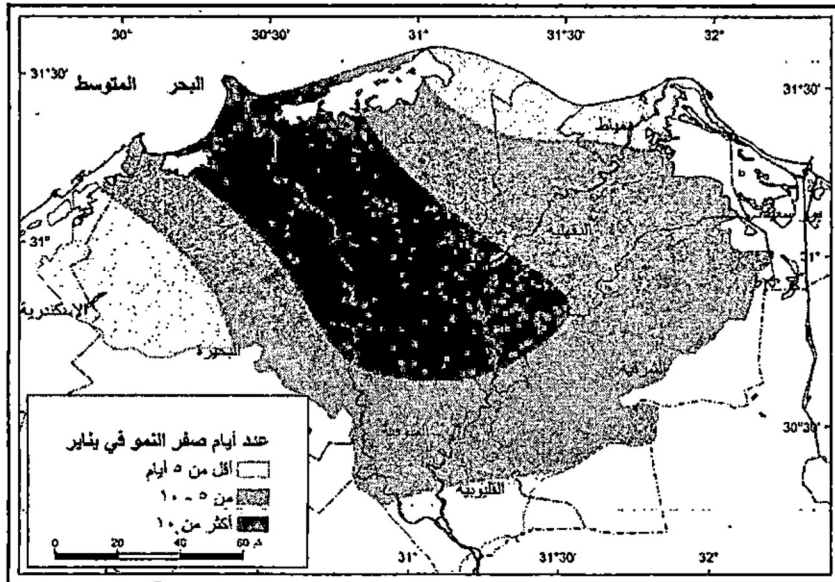 30° 30°30' 31° 31°30' 32°
31°30' 31°30'
البحر المتوسط
دمياط
31° 31°
الدقهلية
الإسكندرية
البحيرة
الشرقية
30°30'
القليوبية
عدد أيام صفر النمو في يناير
أقل من ٥ أيام
من ٥ - ١٠
أكثر من ١٠
0 20 40 60 كم
31° 31°30' 32°